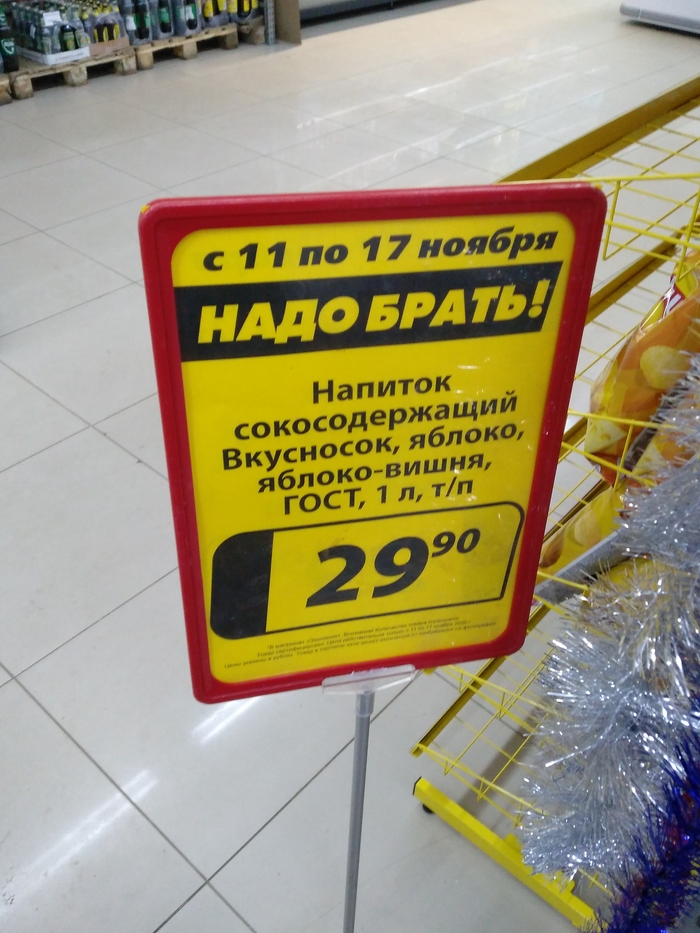 с 11 по 17 ноября
НАДО БРАТЬ!
Напиток
сокосодержащий
Вкусносок, яблоко,
яблоко-вишня,
ГОСТ, 1 л, т/п
29 90